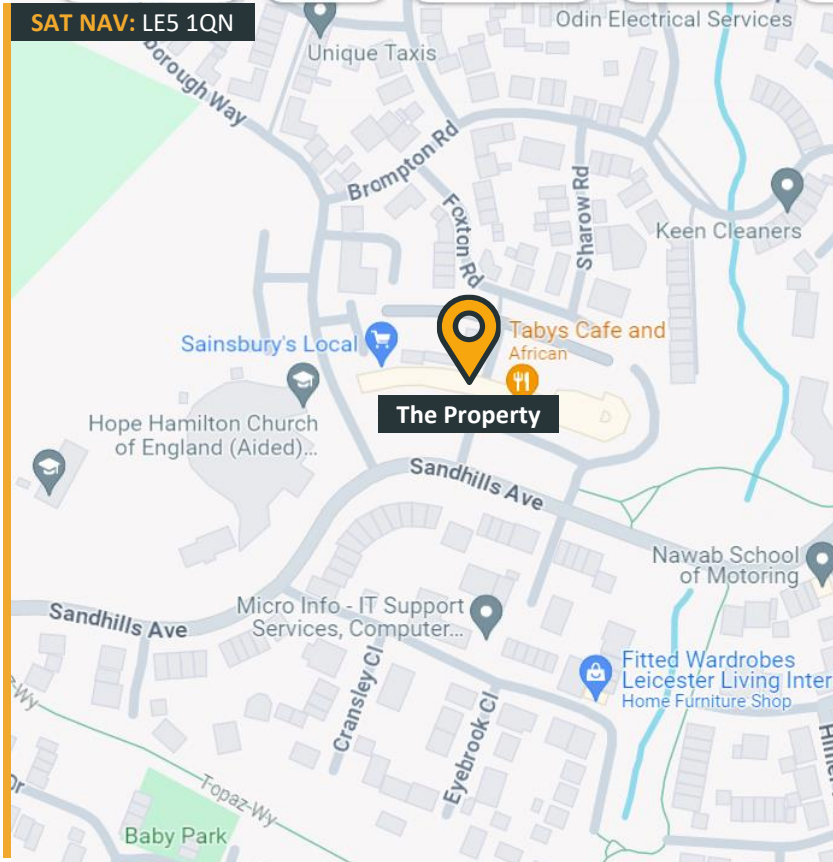 SAT NAV: LE5 1QN
Odin Electrical Services
Unique Taxis
borough Way
Brompton Rd
Foxton Rd
Sharow Rd
Keen Cleaners
Sainsbury's Local
Tabys Cafe and
African
The Property
Hope Hamilton Church
of England (Aided)...
Sandhills Ave
Nawab School
of Motoring
Sandhills Ave
Micro Info - IT Support
Services, Computer...
Fitted Wardrobes
Leicester Living Inter
Home Furniture Shop
Cransley Cl
Eyebrook Cl
Topaz-Wy
Baby Park